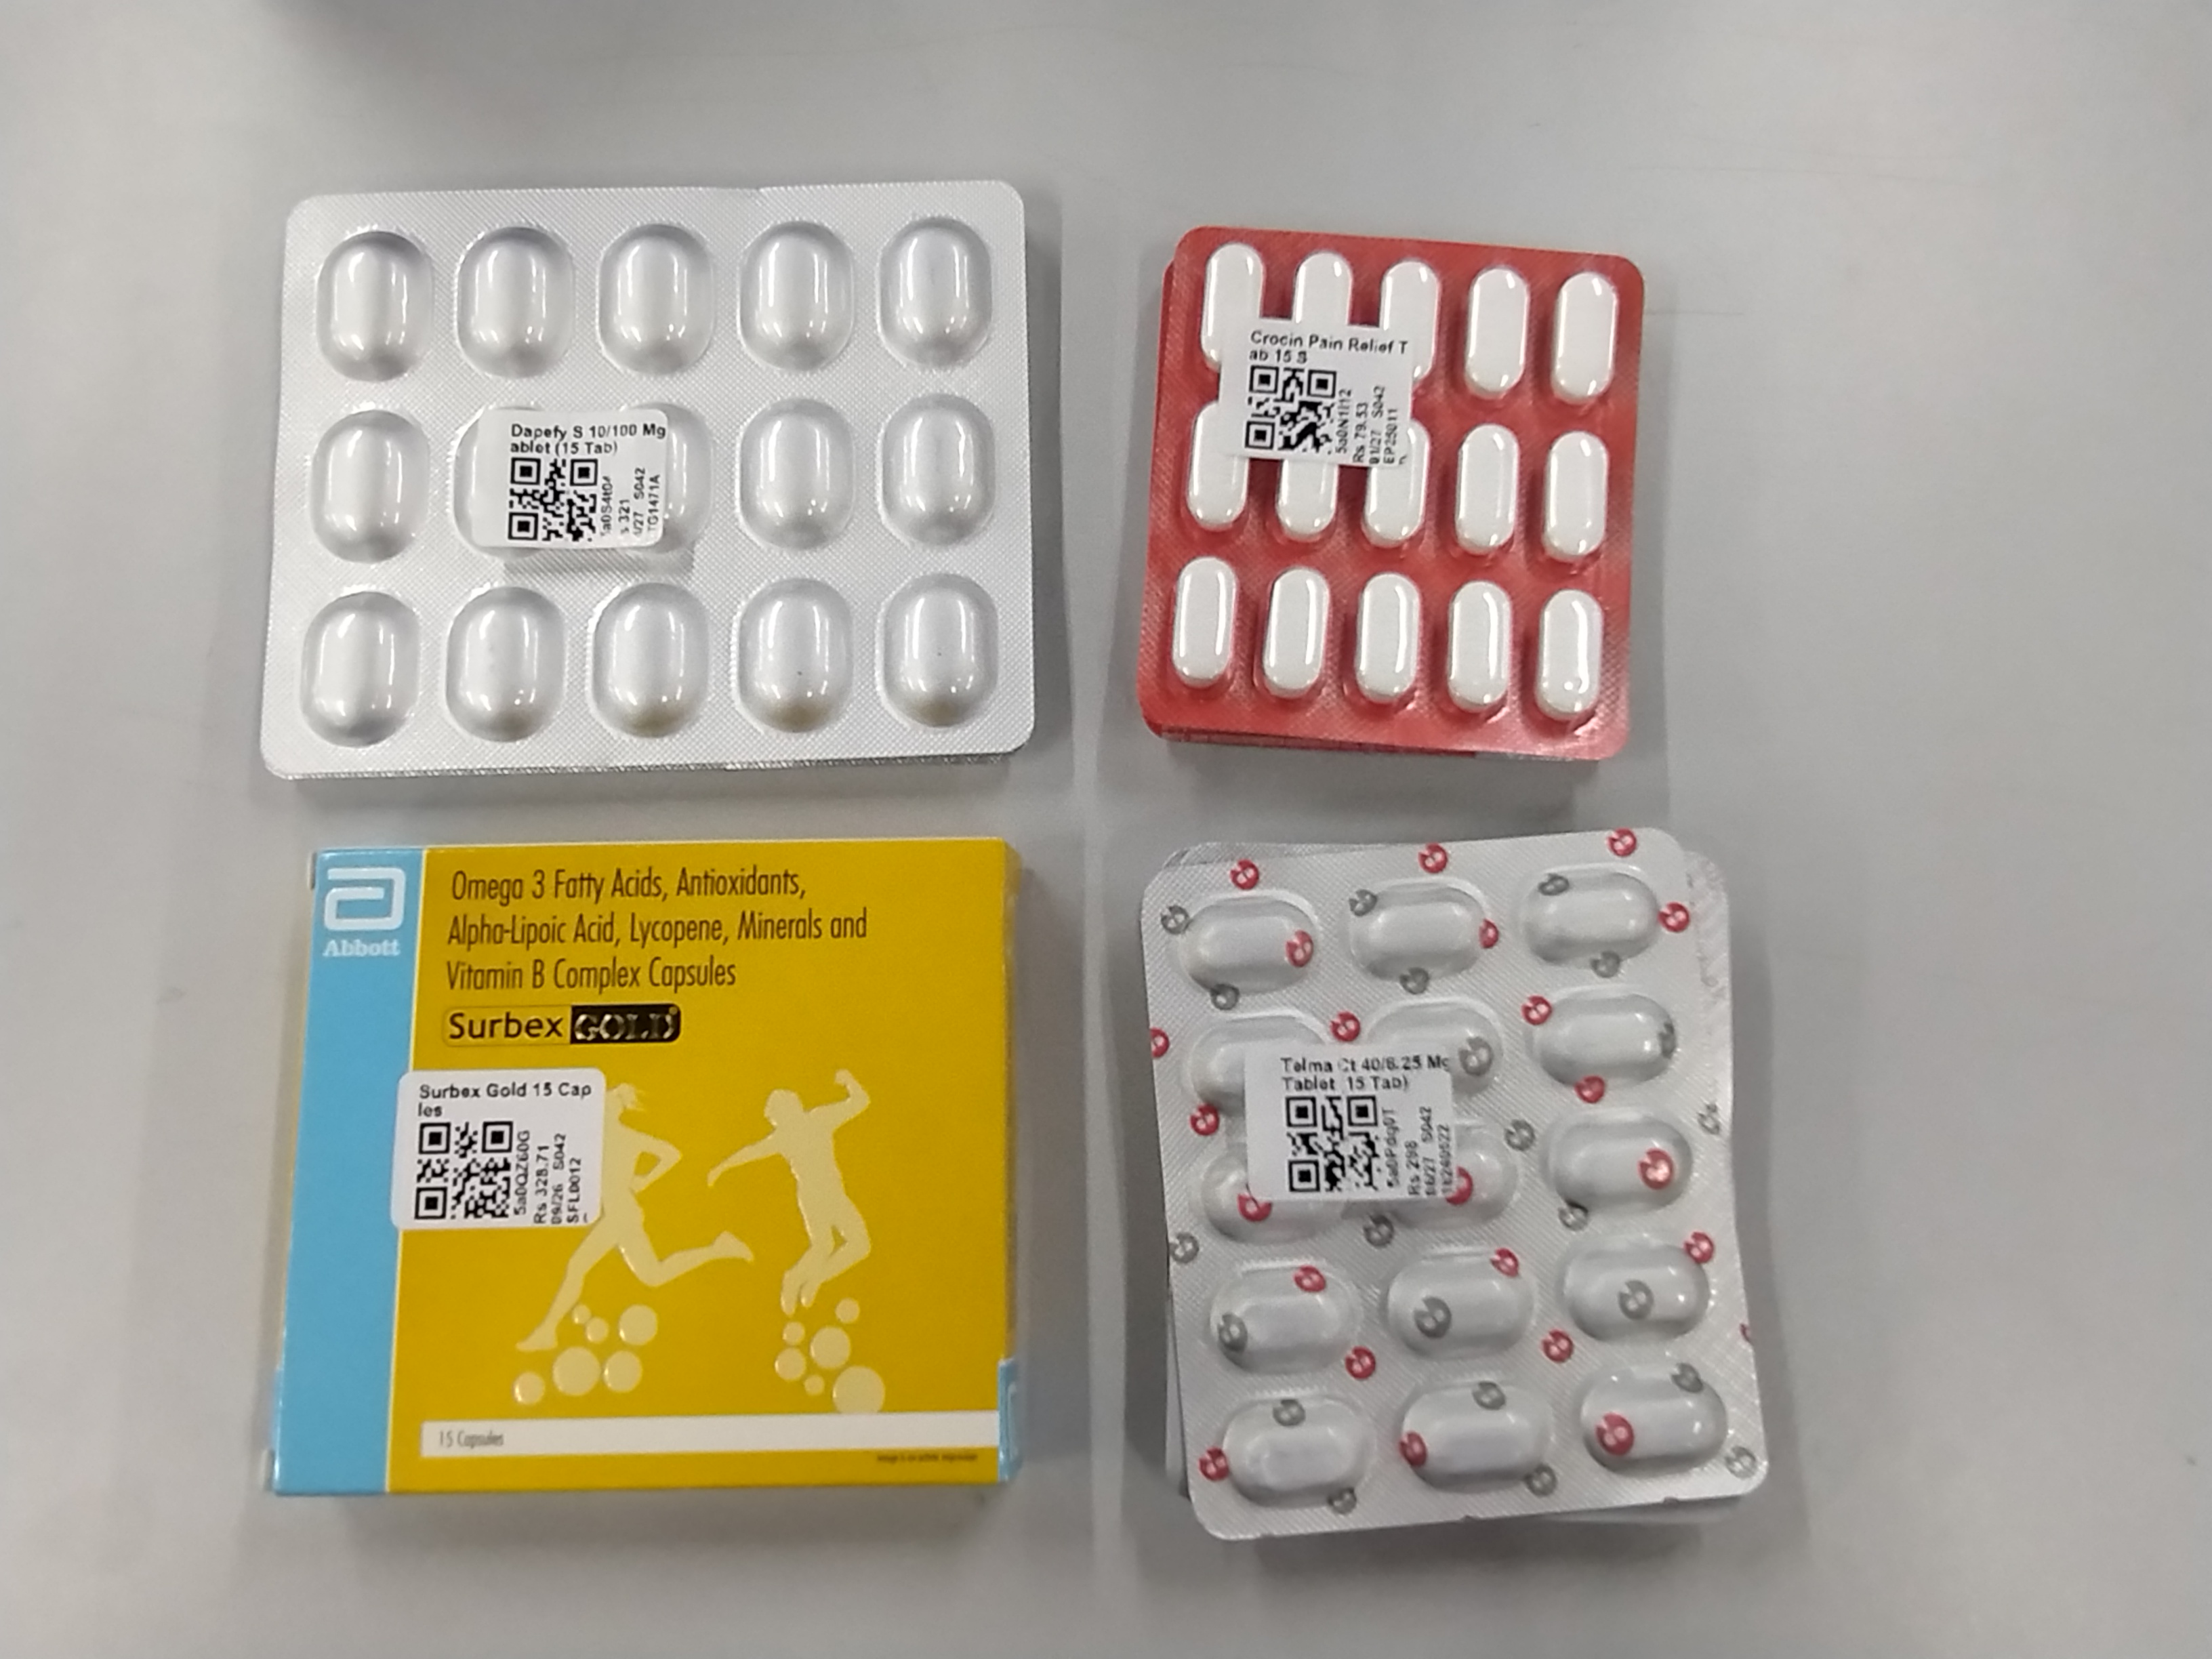 Abbott
Omega 3 Fatty Acids, Antioxidants,
Alpha-Lipoic Acid, Lycopene, Minerals and
Vitamin B Complex Capsules
Surbex GOLD
15 Capsules
Surbex Gold 15 Cap
les
5a0QZ60G
Rs 328.71
09/26 S042
SFL0012
Dapefy S 10/100 Mg
ablet (15 Tab)
s 321
/27 S042
TG1471A
Telma Ct 40/6.25 Mg
Tablet 15 Tab)
5a0Pdq0T
Rs 298
06/27 S042
Crocin Pain Relief T
ab 15 S
5a0N1I12
Rs 79.53
01/27 S042
EP25011